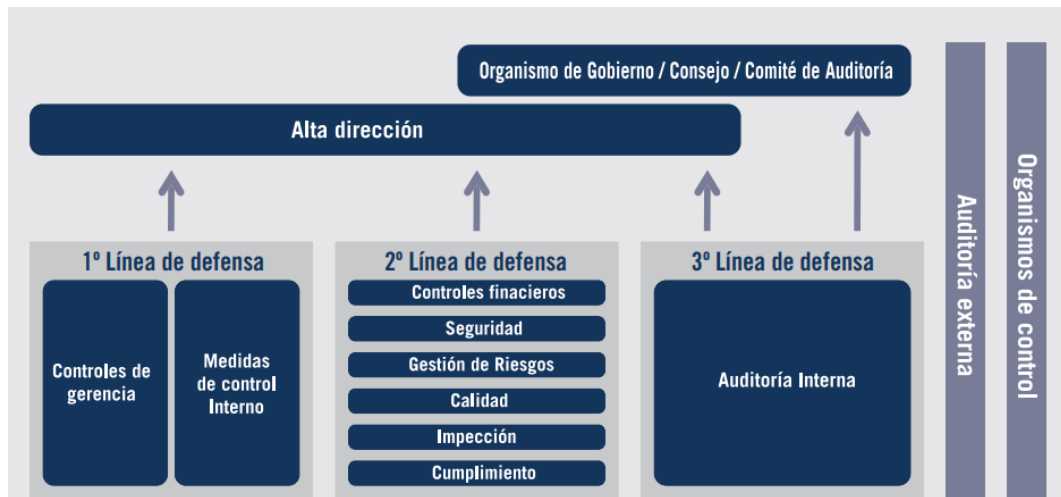 Organismo de Gobierno / Consejo / Comité de Auditoría
Alta dirección
1º Línea de defensa
Controles de
gerencia
Medidas
de control
Interno
2º Línea de defensa
Controles finacieros
Seguridad
Gestión de Riesgos
Calidad
Impección
Cumplimiento
3º Línea de defensa
Auditoría Interna
Auditoría externa
Organismos de control